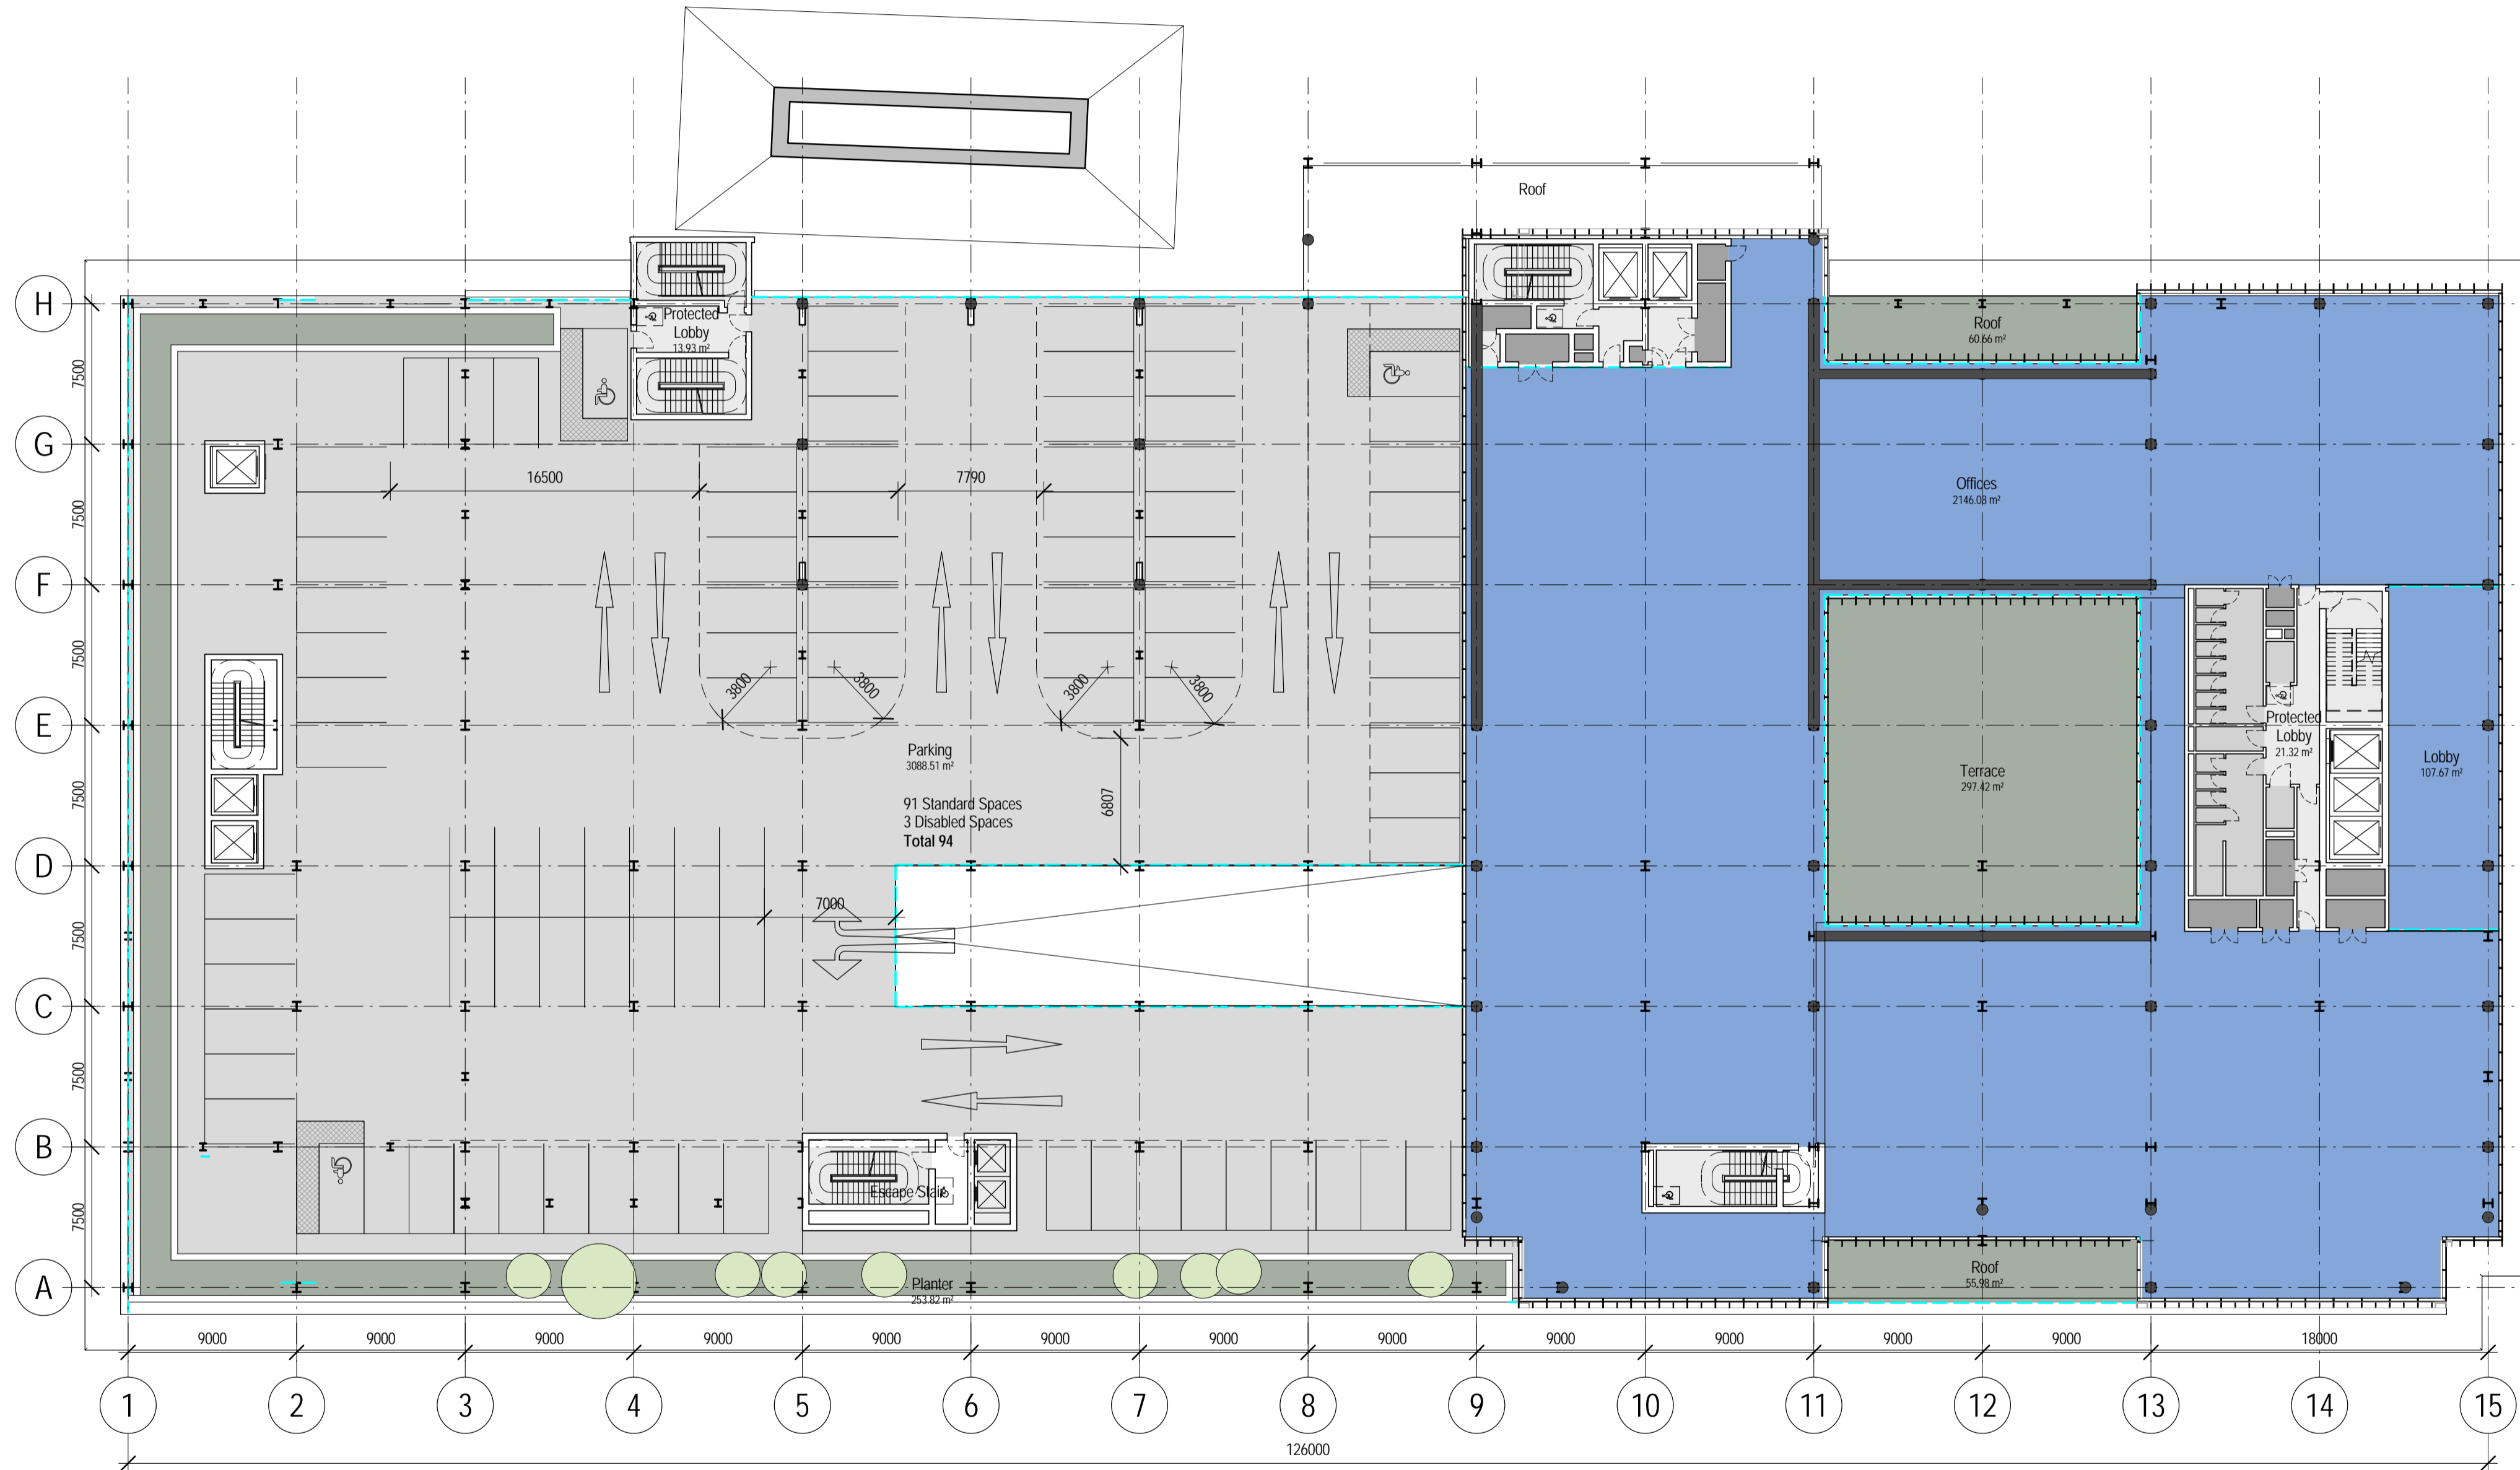 Roof
H
G
F
E
D
C
B
A
7500
7500
7500
7500
7500
7500
7500
Protected
Lobby
13.93 m²
16500
7790
3800
3800
3800
3800
Parking
3088.51 m²
91 Standard Spaces
3 Disabled Spaces
Total 94
6807
7000
Escape Stair
Planter
253.82 m²
Roof
60.66 m²
Offices
2146.08 m²
Terrace
297.42 m²
Protected
Lobby
21.32 m²
Lobby
107.67 m²
Roof
55.98 m²
9000
9000
9000
9000
9000
9000
9000
9000
9000
9000
9000
9000
18000
1
2
3
4
5
6
7
8
9
10
11
12
13
14
15
126000